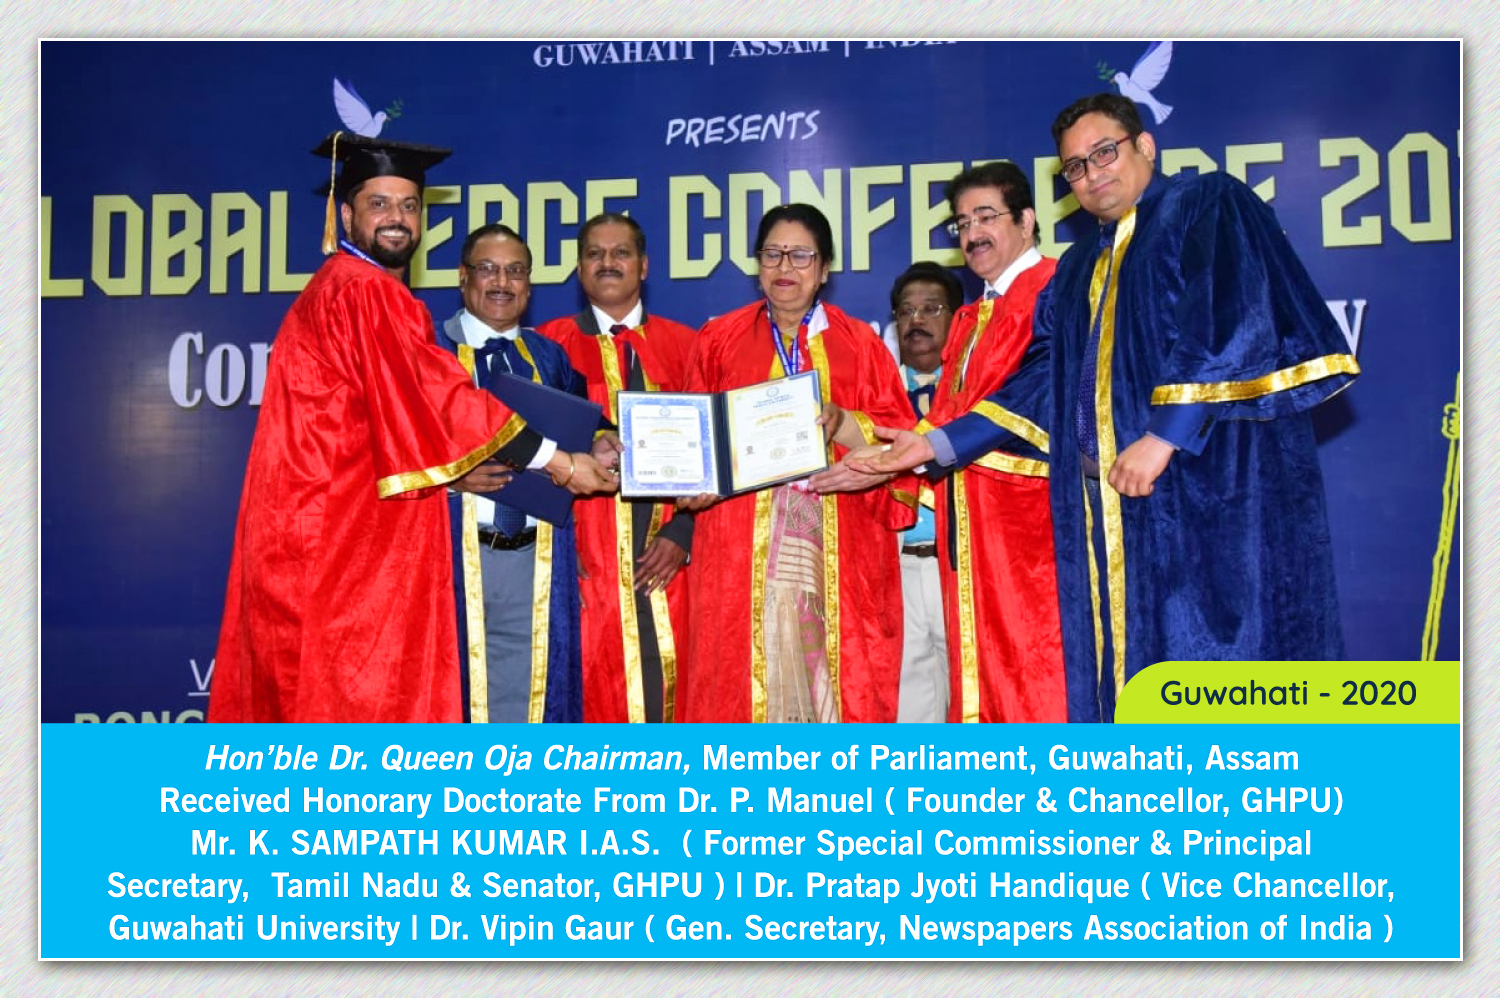 GUWAHATI | ASSAM | INDIA
PRESENTS
LOBAL CONFE 20
Con
Guwahati - 2020
Hon’ble Dr. Queen Oja Chairman, Member of Parliament, Guwahati, Assam
Received Honorary Doctorate From Dr. P. Manuel ( Founder & Chancellor, GHPU)
Mr. K. SAMPATH KUMAR I.A.S. ( Former Special Commissioner & Principal
Secretary, Tamil Nadu & Senator, GHPU ) | Dr. Pratap Jyoti Handique ( Vice Chancellor,
Guwahati University | Dr. Vipin Gaur ( Gen. Secretary, Newspapers Association of India )